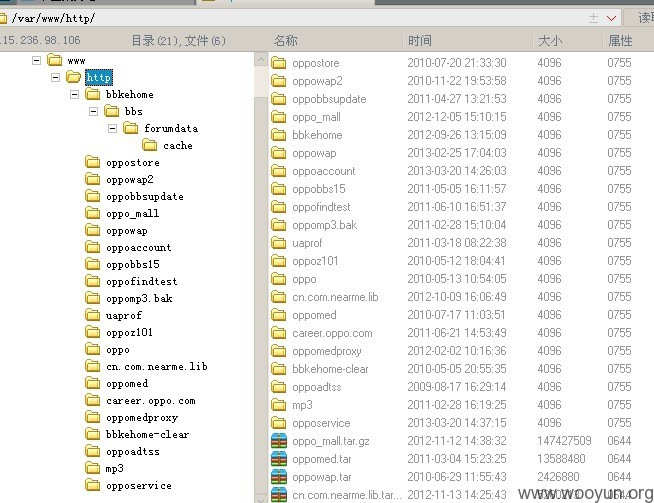 /var/www/http/
15.236.98.106 目录(21),文件(6) 名称 时间 大小 属性
www
http
bbkehome
bbs
forumdata
cache
oppostore
oppowap2
oppobbsupdate
oppo_mall
oppowap
oppoaccount
oppobbs15
oppofindtest
oppomp3.bak
uaprof
oppoz101
oppo
cn.com.nearme.lib
oppomed
career.oppo.com
oppomedproxy
bbkehome-clear
oppoadtss
mp3
opposervice
oppostore 2010-07-20 21:33:30 4096 0755
oppowap2 2010-11-22 19:53:58 4096 0755
oppobbsupdate 2011-04-27 13:21:53 4096 0755
oppo_mall 2012-12-05 15:10:15 4096 0755
bbkehome 2012-09-26 13:15:09 4096 0755
oppowap 2013-02-25 17:04:03 4096 0755
oppoaccount 2013-03-20 14:26:03 4096 0755
oppobbs15 2011-05-05 16:11:57 4096 0755
oppofindtest 2011-06-10 16:51:37 4096 0755
oppomp3.bak 2011-02-28 15:10:04 4096 0755
uaprof 2011-03-18 08:22:38 4096 0755
oppoz101 2010-05-12 18:04:41 4096 0755
oppo 2010-05-13 10:54:05 4096 0755
cn.com.nearme.lib 2012-10-09 16:06:49 4096 0755
oppomed 2010-07-17 11:03:51 4096 0755
career.oppo.com 2011-06-21 14:53:49 4096 0755
oppomedproxy 2012-02-02 10:16:36 4096 0755
bbkehome-clear 2010-05-05 20:55:35 4096 0755
oppoadtss 2009-08-17 16:29:14 4096 0755
mp3 2011-02-28 16:19:25 4096 0755
opposervice 2013-03-20 14:37:15 4096 0755
oppo_mall.tar.gz 2012-11-12 14:38:32 147427509 0644
oppomed.tar 2011-03-04 15:23:25 13588480 0644
oppowap.tar 2010-06-29 11:55:43 2426880 0644
cn.com.nearme.lib.tar... 2012-11-13 14:25:43 0644
www.wooyun.org